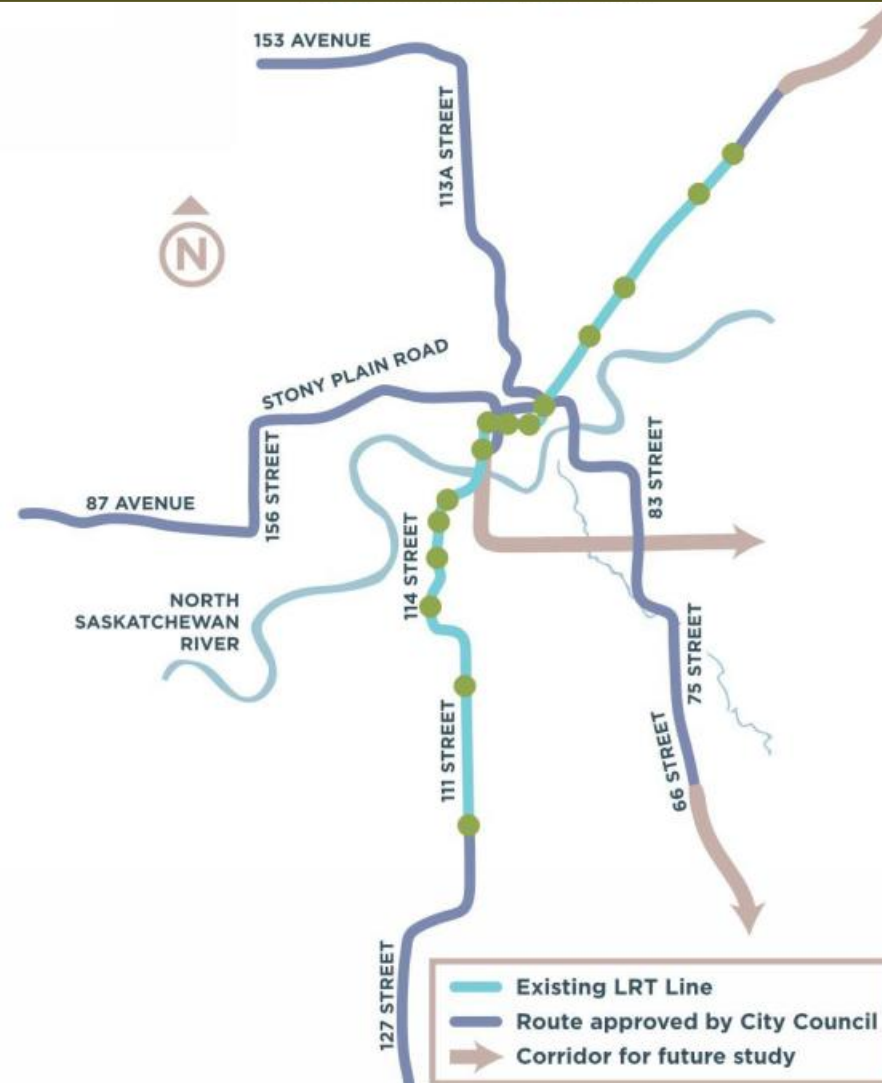 153 AVENUE
113A STREET
N
STONY PLAIN ROAD
83 STREET
156 STREET
87 AVENUE
114 STREET
NORTH
SASKATCHEWAN
RIVER
75 STREET
111 STREET
66 STREET
127 STREET
Existing LRT Line
Route approved by City Council
Corridor for future study